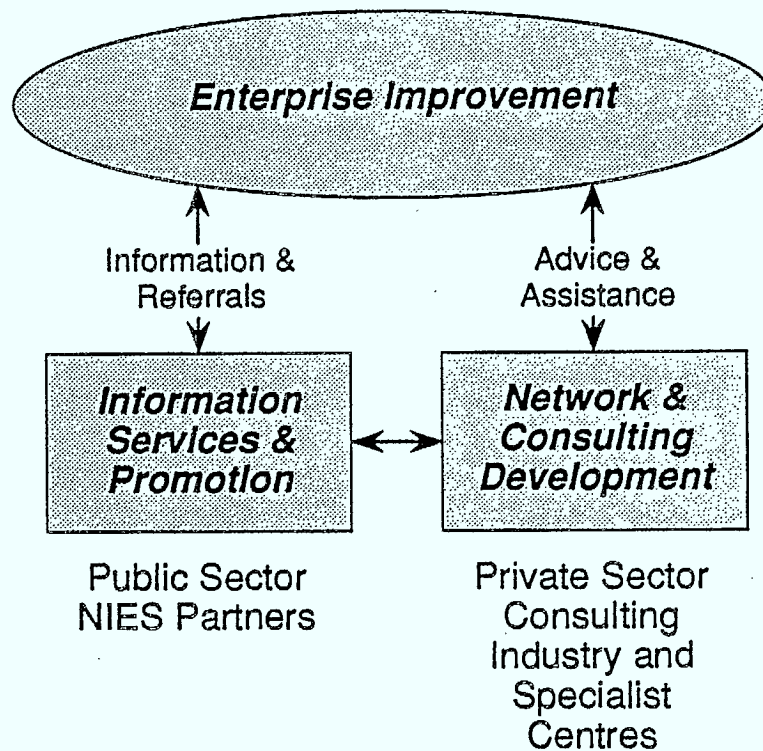 Enterprise Improvement
Information &
Referrals
Advice &
Assistance
Information
Services &
Promotion
Network &
Consulting
Development
Public Sector
NIES Partners
Private Sector
Consulting
Industry and
Specialist
Centres